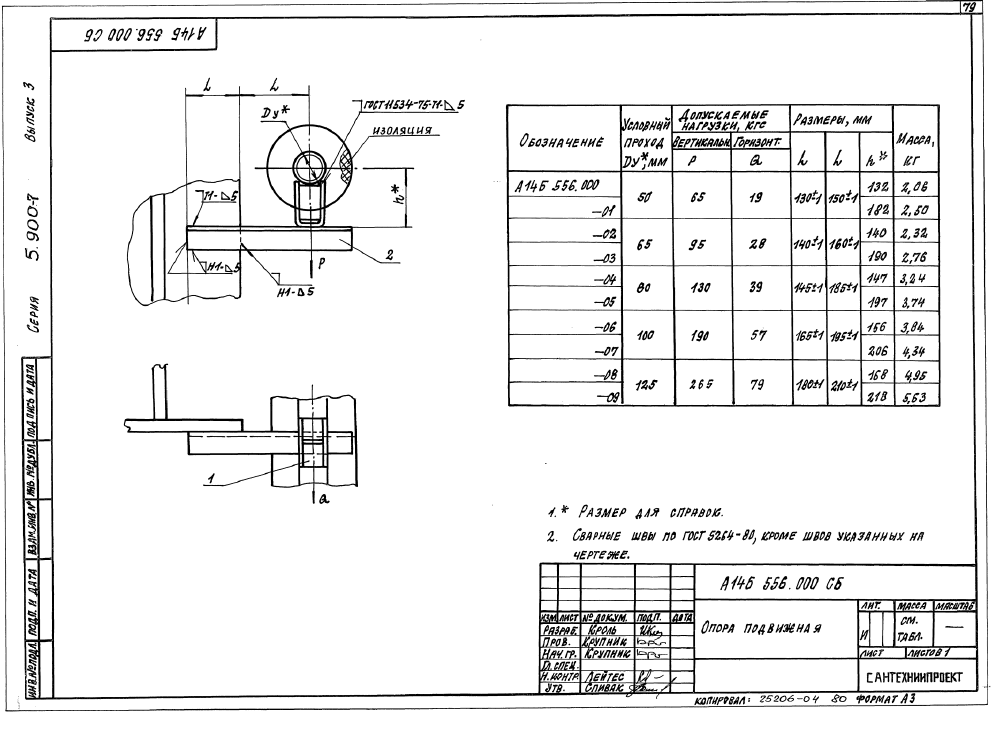 79
А14Б 556.000 СБ
Серия 5.900-7 Выпуск 3
L L
Dу*
ГОСТ 11534-75-Т1-⊿5
ИЗОЛЯЦИЯ
h*
Т1-⊿5
Н1-⊿5
Н1-⊿5
P
2
1
Q
ОБОЗНАЧЕНИЕ
УСЛОВНЫЙ ПРОХОД Dу*, ММ
ДОПУСКАЕМЫЕ НАГРУЗКИ, КГС
РАЗМЕРЫ, ММ
МАССА, КГ
ВЕРТИКАЛЬН. ГОРИЗОНТ.
P Q L L h*
А14Б 556.000 50 65 19 130±1 150±1 132 2,06
—01 182 2,50
—02 65 95 28 140±1 160±1 140 2,32
—03 190 2,76
—04 80 130 39 145±1 185±1 147 3,24
—05 197 3,74
—06 100 190 57 165±1 195±1 156 3,84
—07 206 4,34
—08 125 265 79 180±1 210±1 168 4,95
—09 218 5,63
1.* РАЗМЕР ДЛЯ СПРАВОК.
2. СВАРНЫЕ ШВЫ ПО ГОСТ 5264-80, КРОМЕ ШВОВ УКАЗАННЫХ НА
ЧЕРТЕЖЕ.
ИНВ.№ПОДЛ. ПОДП. И ДАТА ВЗАМ.ИНВ.№ ИНВ.№ДУБЛ. ПОДПИСЬ И ДАТА
А14Б 556.000 СБ
ИЗМ ЛИСТ № ДОКУМ. ПОДП. ДАТА
РАЗРАБ. КРОЛЬ
ПРОВ. КРУПНИК
НАЧ. ГР. КРУПНИК
ГЛ. СПЕЦ.
Н. КОНТР. ЛЕЙТЕС
УТВ. СПИВАК
ОПОРА ПОДВИЖНАЯ
ЛИТ. МАССА МАСШТАБ
И СМ. ТАБЛ. —
ЛИСТ ЛИСТОВ 1
САНТЕХНИИПРОЕКТ
КОПИРОВАЛ: 25206-04 80 ФОРМАТ А3